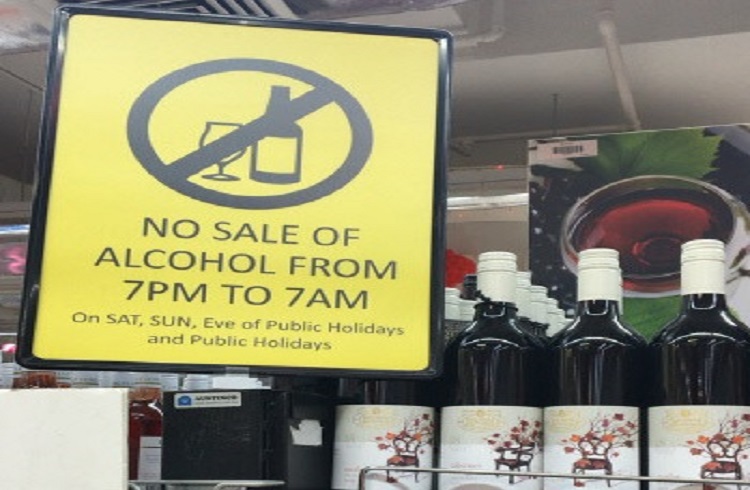 NO SALE OF
ALCOHOL FROM
7PM TO 7AM
On SAT, SUN, Eve of Public Holidays
and Public Holidays